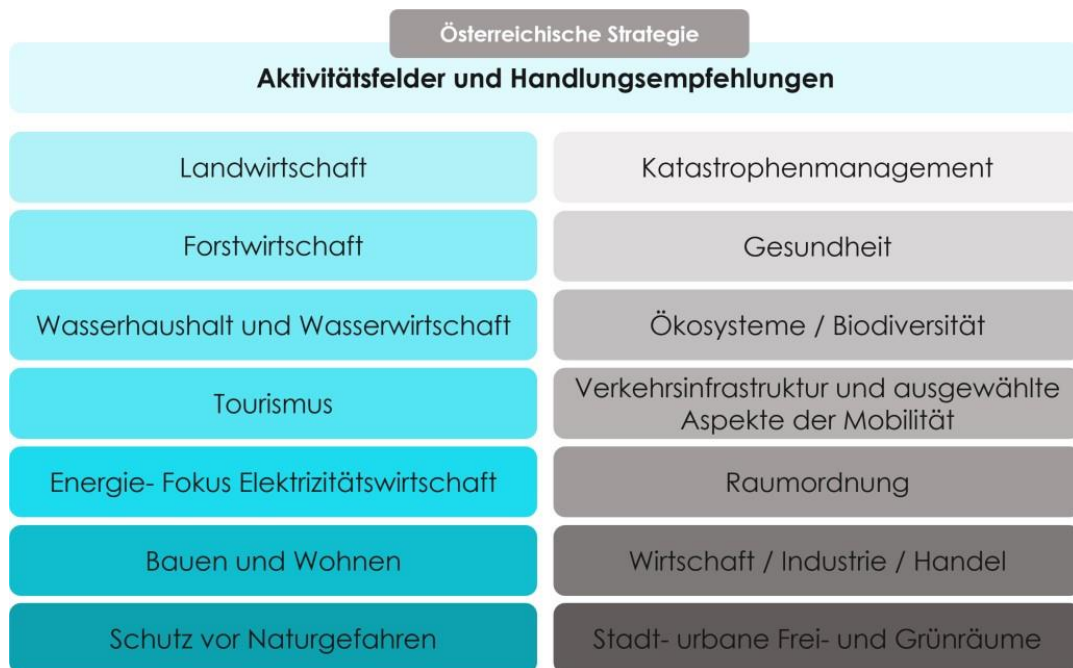 Österreichische Strategie
Aktivitätsfelder und Handlungsempfehlungen
Landwirtschaft
Forstwirtschaft
Wasserhaushalt und Wasserwirtschaft
Tourismus
Energie- Fokus Elektrizitätswirtschaft
Bauen und Wohnen
Schutz vor Naturgefahren
Katastrophenmanagement
Gesundheit
Ökosysteme / Biodiversität
Verkehrsinfrastruktur und ausgewählte
Aspekte der Mobilität
Raumordnung
Wirtschaft / Industrie / Handel
Stadt- urbane Frei- und Grünräume